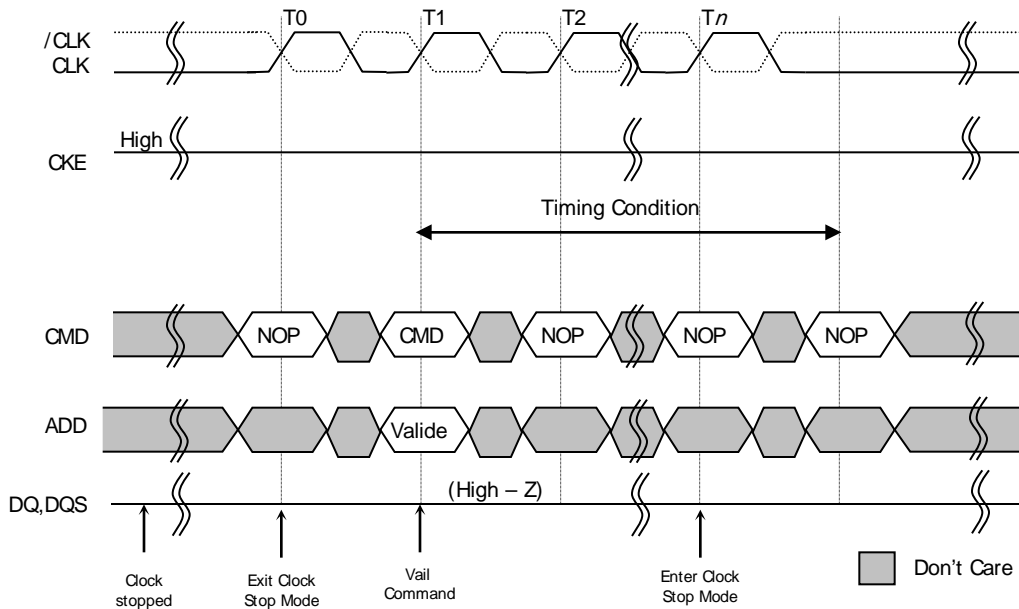 T0 T1 T2 Tn
/CLK
CLK
High
CKE
Timing Condition
CMD NOP CMD NOP NOP NOP
ADD Valide
(High – Z)
DQ,DQS
Clock stopped
Exit Clock Stop Mode
Vail Command
Enter Clock Stop Mode
Don't Care